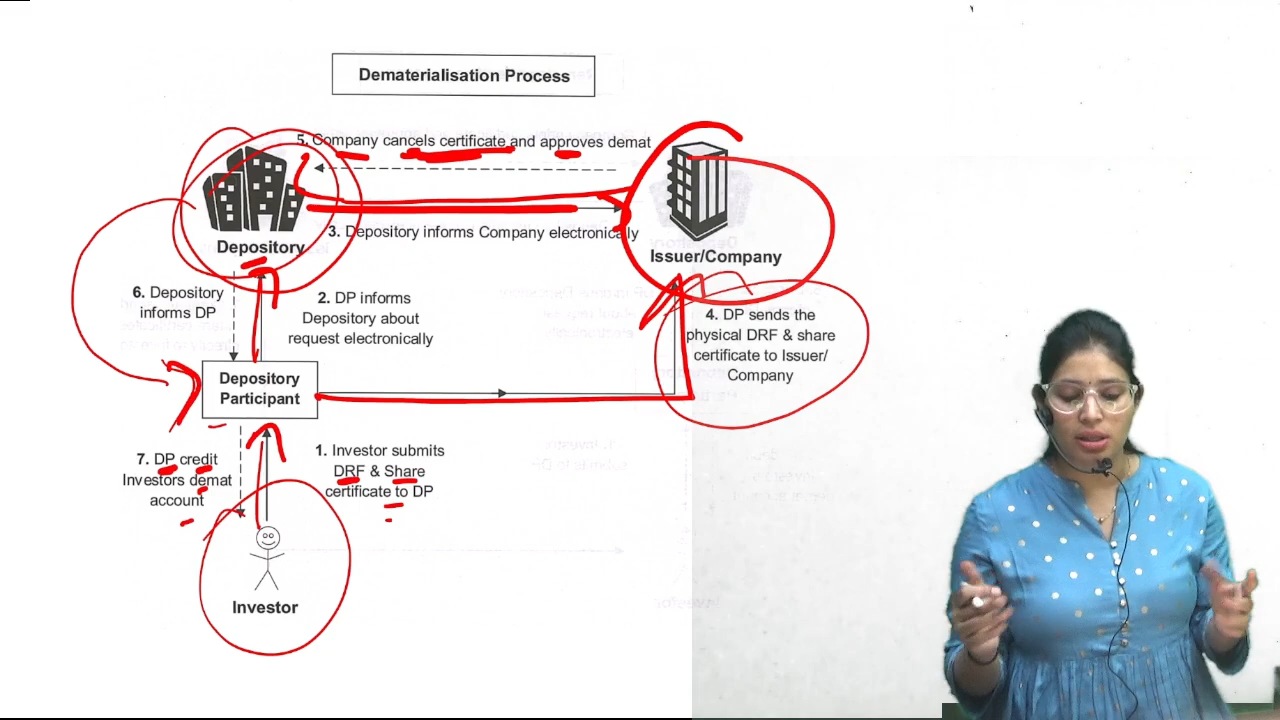 Dematerialisation Process
5. Company cancels certificate and approves demat
3. Depository informs Company electronically
Depository
Issuer/Company
6. Depository
informs DP
2. DP informs
Depository about
request electronically
4. DP sends the
physical DRF & share
certificate to Issuer/
Company
Depository
Participant
7. DP credit
Investors demat
account
1. Investor submits
DRF & Share
certificate to DP
Investor